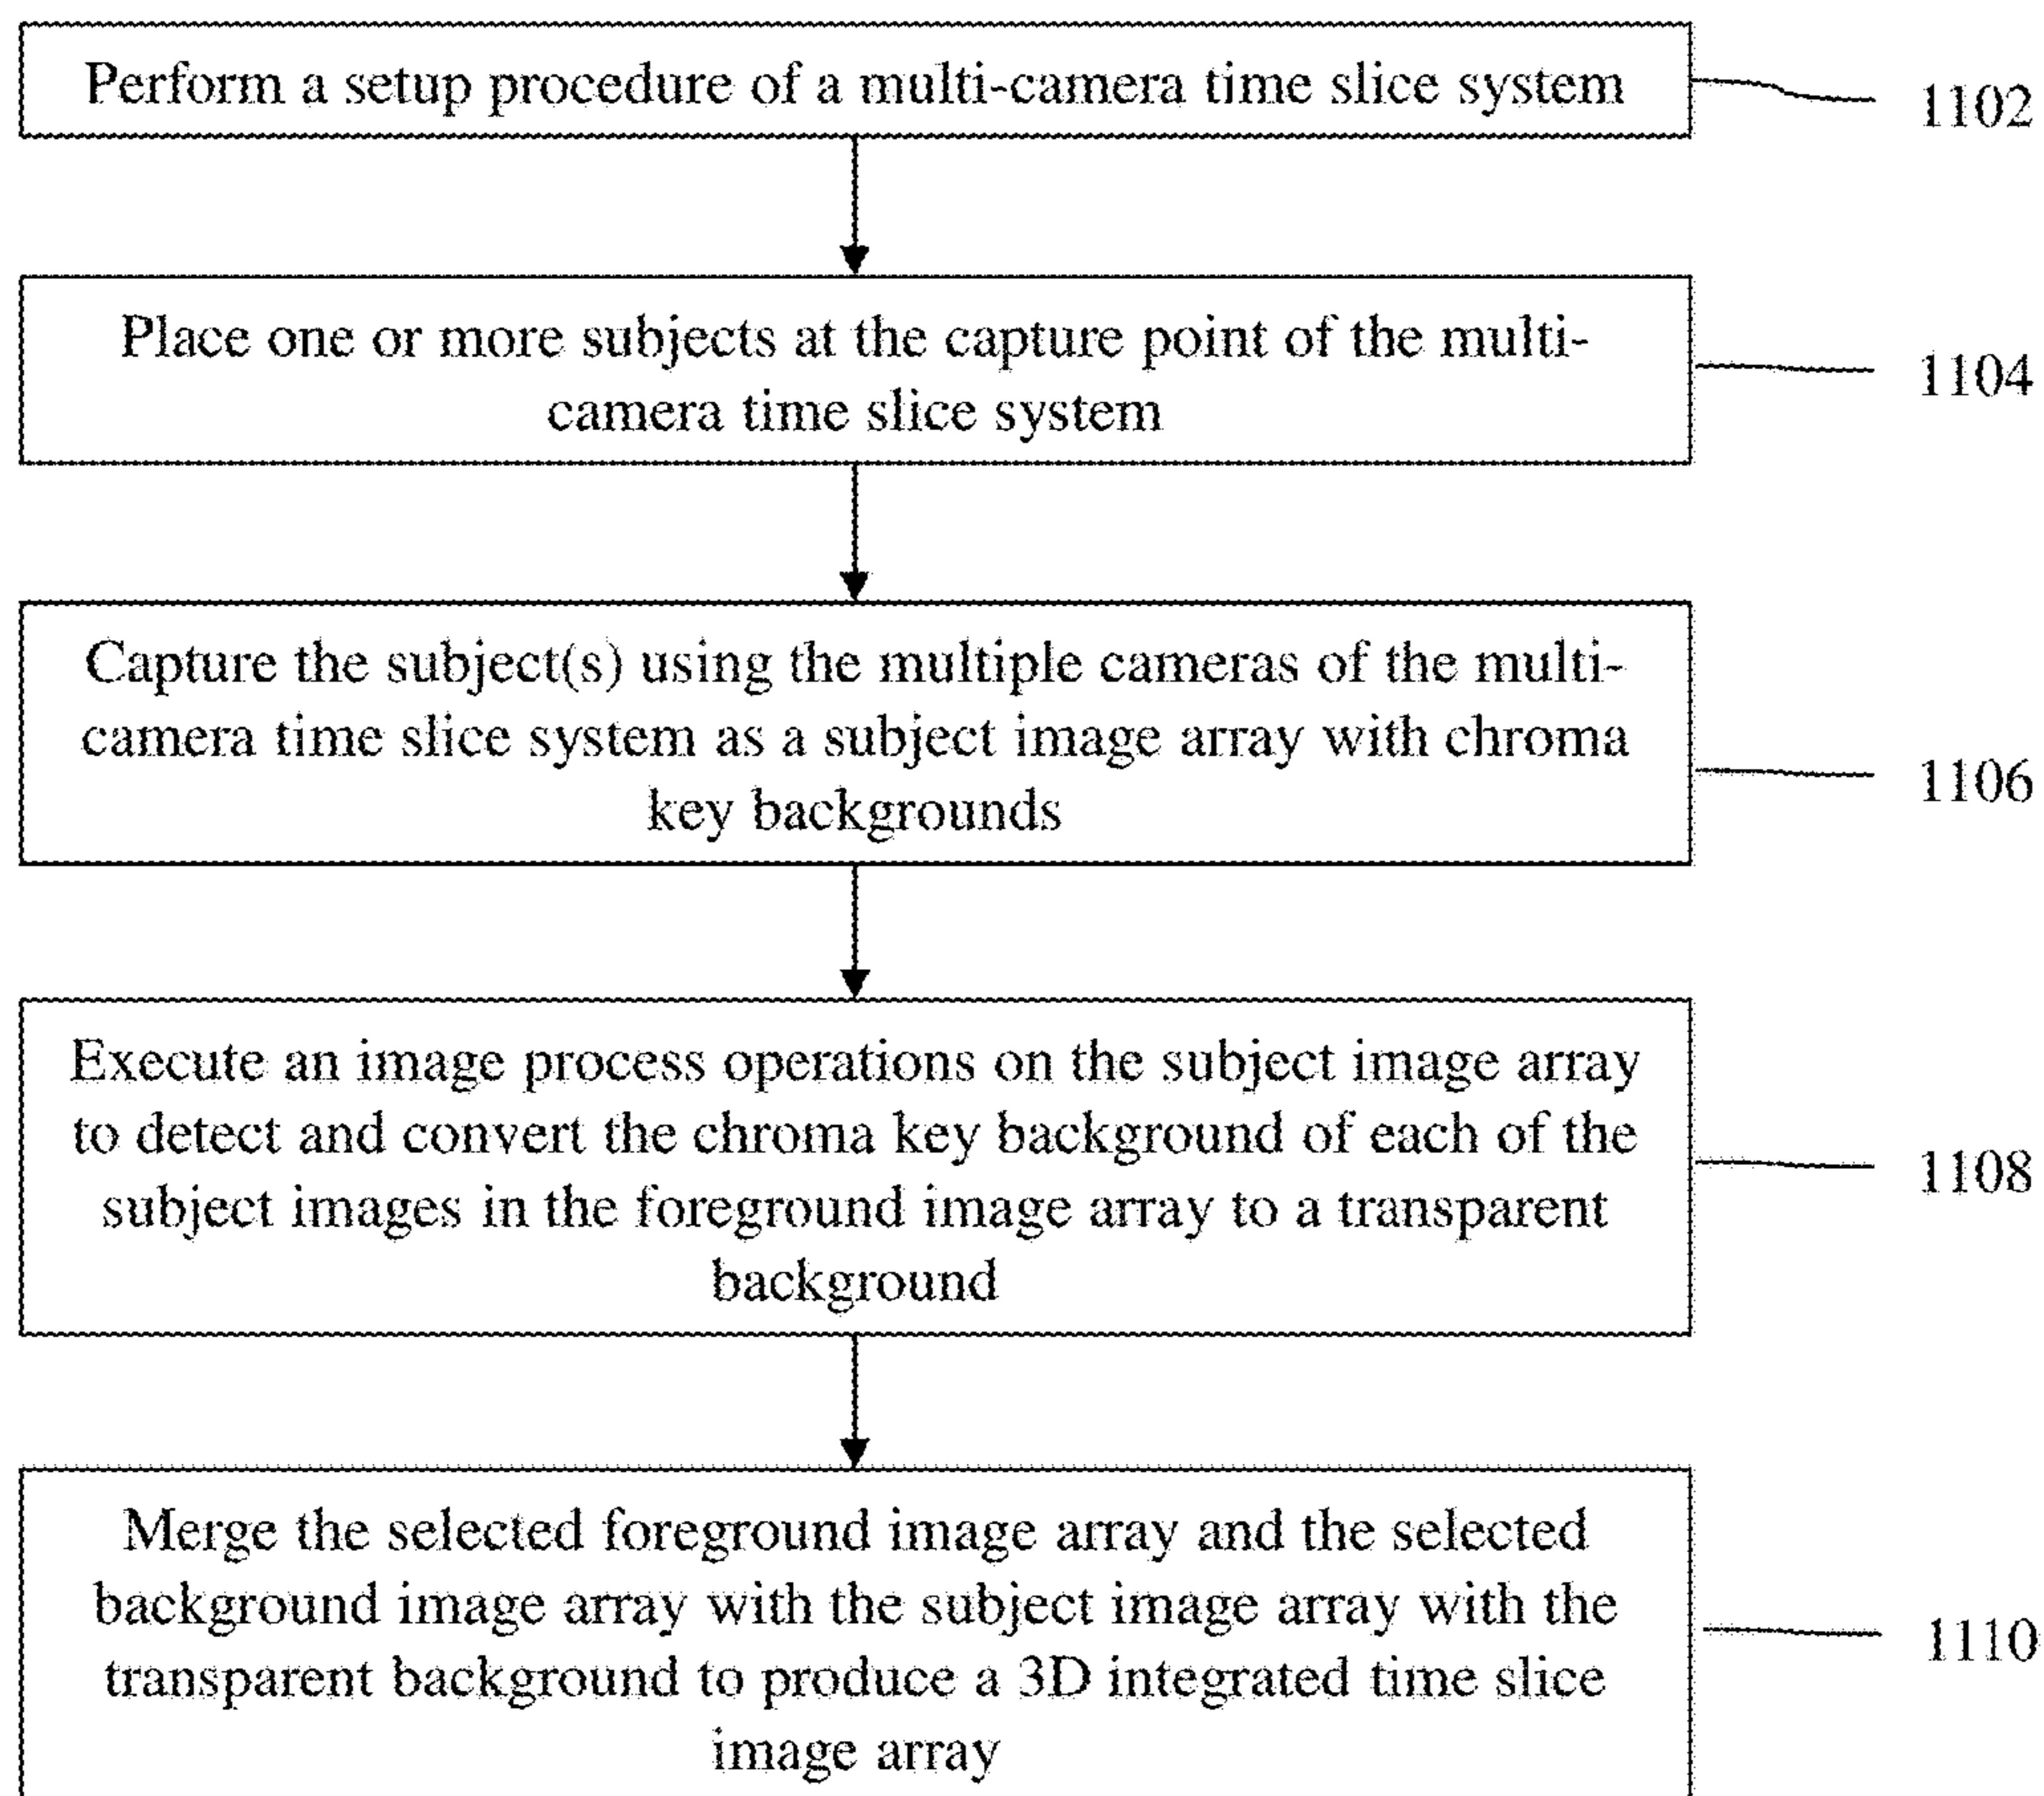 Perform a setup procedure of a multi-camera time slice system
1102
Place one or more subjects at the capture point of the multi-
camera time slice system
1104
Capture the subject(s) using the multiple cameras of the multi-
camera time slice system as a subject image array with chroma
key backgrounds
1106
Execute an image process operations on the subject image array
to detect and convert the chroma key background of each of the
subject images in the foreground image array to a transparent
background
1108
Merge the selected foreground image array and the selected
background image array with the subject image array with the
transparent background to produce a 3D integrated time slice
image array
1110